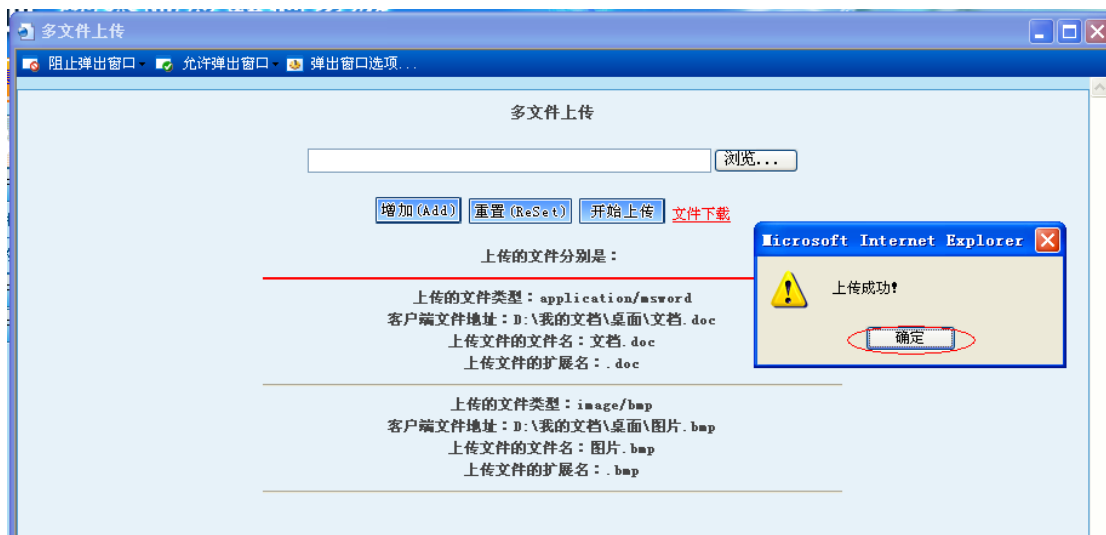 多文件上传
阻止弹出窗口 允许弹出窗口 弹出窗口选项...
多文件上传
浏览...
增加(Add) 重置(ReSet) 开始上传 文件下载
上传的文件分别是：
上传的文件类型：application/msword
客户端文件地址：D:\我的文档\桌面\文档.doc
上传文件的文件名：文档.doc
上传文件的扩展名：.doc
上传的文件类型：image/bmp
客户端文件地址：D:\我的文档\桌面\图片.bmp
上传文件的文件名：图片.bmp
上传文件的扩展名：.bmp
Microsoft Internet Explorer
上传成功!
确定